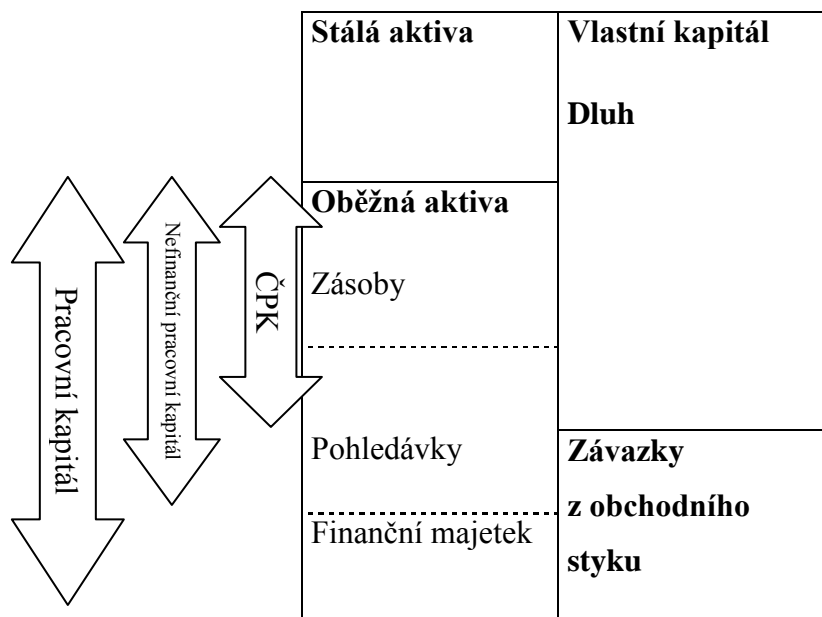 Stálá aktiva
Vlastní kapitál
Dluh
Oběžná aktiva
Zásoby
Pohledávky
Finanční majetek
Závazky
z obchodního
styku
Pracovní kapitál
Nefinanční pracovní kapitál
ČPK